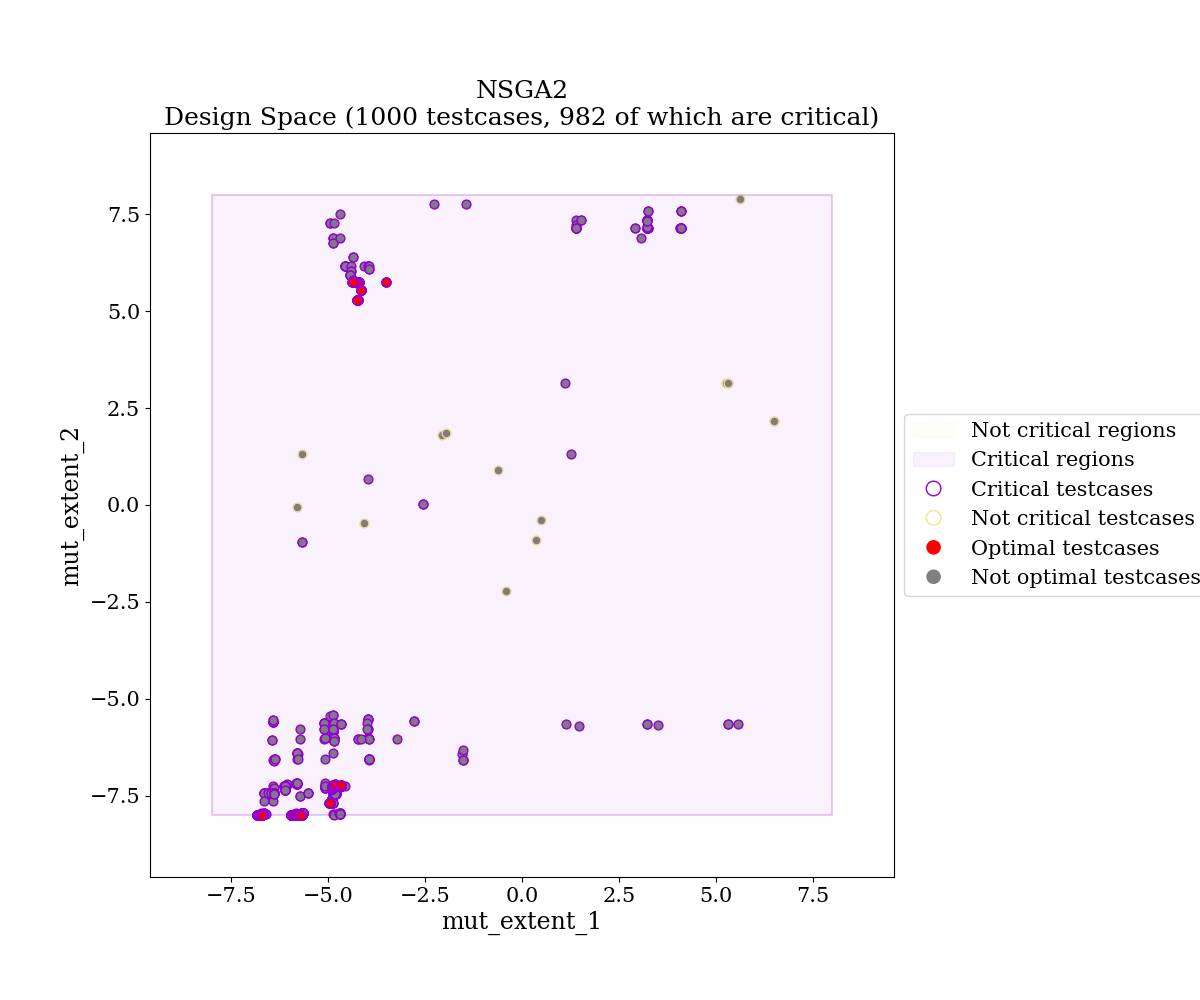 NSGA2
Design Space (1000 testcases, 982 of which are critical)
mut_extent_2
7.5
5.0
2.5
0.0
−2.5
−5.0
−7.5
−7.5
−5.0
−2.5
0.0
2.5
5.0
7.5
mut_extent_1
Not critical regions
Critical regions
Critical testcases
Not critical testcases
Optimal testcases
Not optimal testcases